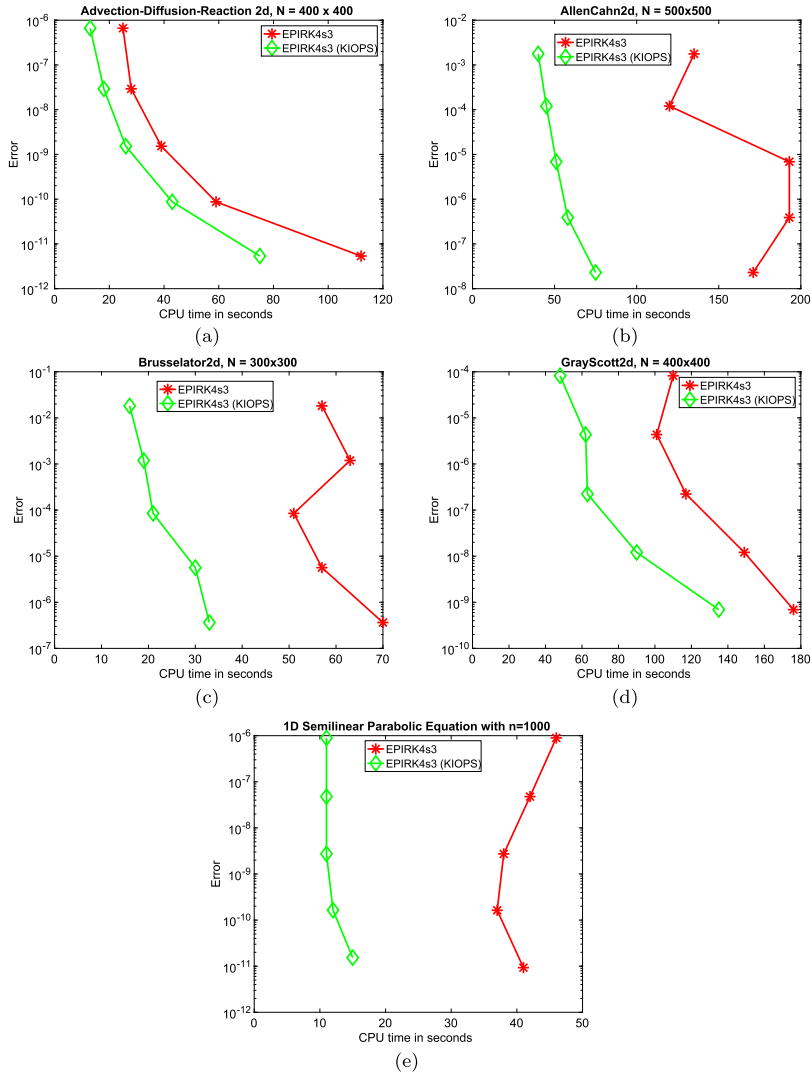 Advection-Diffusion-Reaction 2d, N = 400 x 400
10^-6
10^-7
10^-8
10^-9
10^-10
10^-11
10^-12
Error
EPIRK4s3
EPIRK4s3 (KIOPS)
0 20 40 60 80 100 120
CPU time in seconds
(a)
AllenCahn2d, N = 500x500
10^-2
10^-3
10^-4
10^-5
10^-6
10^-7
10^-8
Error
EPIRK4s3
EPIRK4s3 (KIOPS)
0 50 100 150 200
CPU time in seconds
(b)
Brusselator2d, N = 300x300
10^-1
10^-2
10^-3
10^-4
10^-5
10^-6
10^-7
Error
EPIRK4s3
EPIRK4s3 (KIOPS)
0 10 20 30 40 50 60 70
CPU time in seconds
(c)
GrayScott2d, N = 400x400
10^-4
10^-5
10^-6
10^-7
10^-8
10^-9
10^-10
Error
EPIRK4s3
EPIRK4s3 (KIOPS)
0 20 40 60 80 100 120 140 160 180
CPU time in seconds
(d)
1D Semilinear Parabolic Equation with n=1000
10^-6
10^-7
10^-8
10^-9
10^-10
10^-11
10^-12
Error
EPIRK4s3
EPIRK4s3 (KIOPS)
0 10 20 30 40 50
CPU time in seconds
(e)